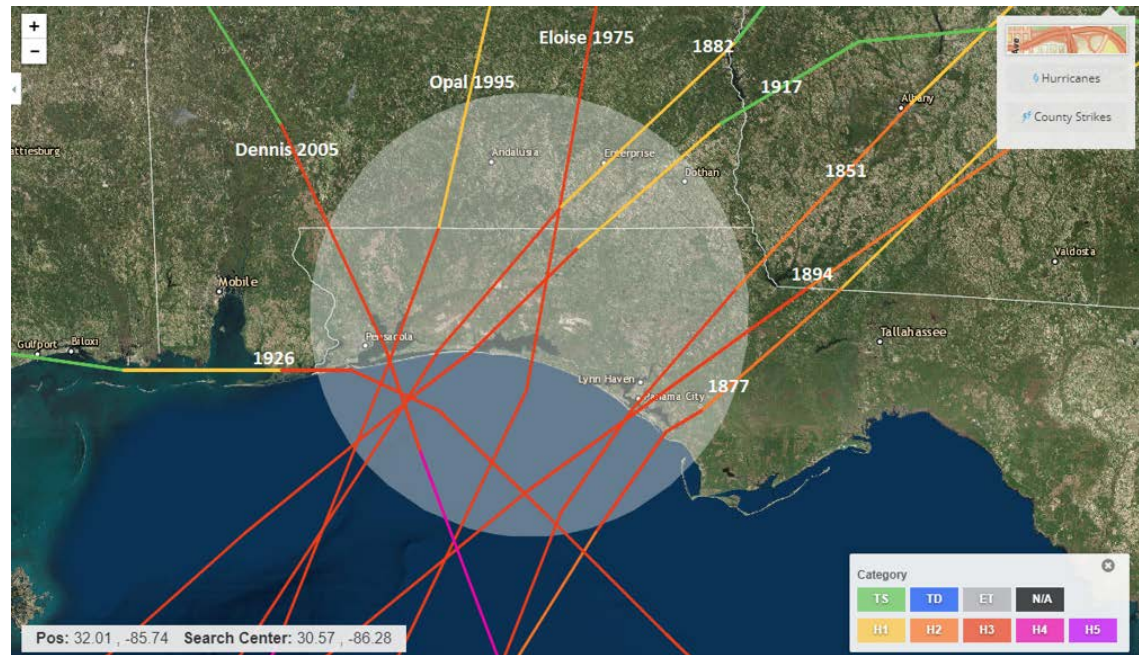 +
−
Eloise 1975
1882
Ave
Hurricanes
Opal 1995
1917
Albany
County Strikes
Dennis 2005
attiesburg
Andalusia
Enterprise
Dothan
1851
Valdosta
1894
Mobile
Tallahassee
Pensacola
Gulfport
Biloxi
1926
Lynn Haven
1877
Panama City
Category
TS TD ET N/A
H1 H2 H3 H4 H5
Pos: 32.01 , -85.74 Search Center: 30.57 , -86.28